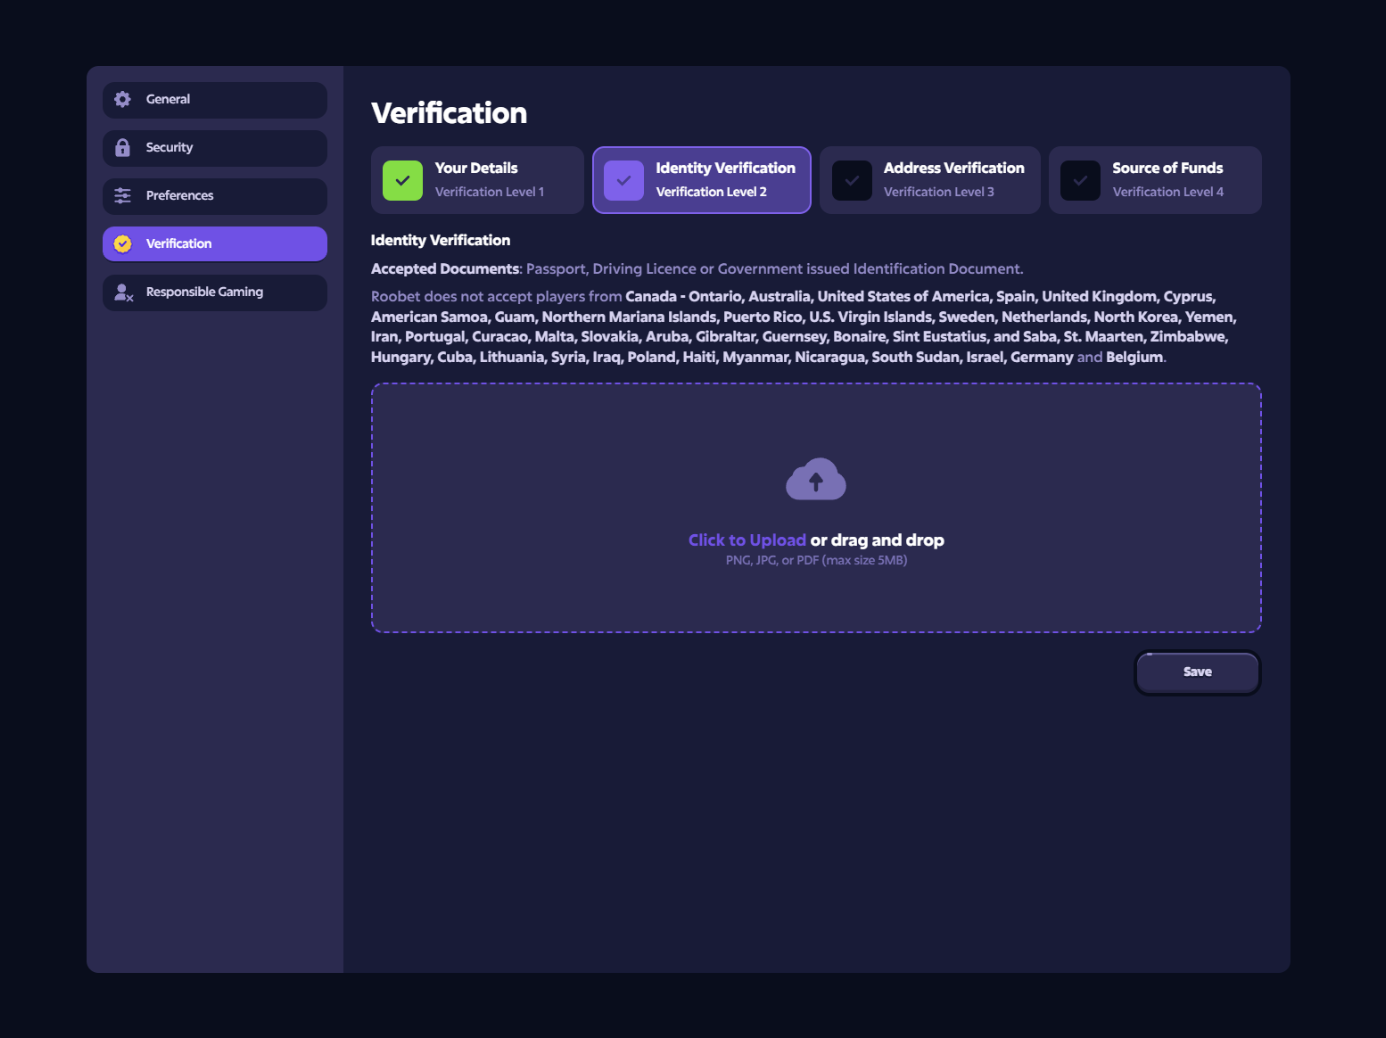 General
Security
Preferences
Verification
Responsible Gaming
Verification
Your Details
Verification Level 1
Identity Verification
Verification Level 2
Address Verification
Verification Level 3
Source of Funds
Verification Level 4
Identity Verification
Accepted Documents: Passport, Driving Licence or Government issued Identification Document.
Roobet does not accept players from Canada - Ontario, Australia, United States of America, Spain, United Kingdom, Cyprus,
American Samoa, Guam, Northern Mariana Islands, Puerto Rico, U.S. Virgin Islands, Sweden, Netherlands, North Korea, Yemen,
Iran, Portugal, Curacao, Malta, Slovakia, Aruba, Gibraltar, Guernsey, Bonaire, Sint Eustatius, and Saba, St. Maarten, Zimbabwe,
Hungary, Cuba, Lithuania, Syria, Iraq, Poland, Haiti, Myanmar, Nicaragua, South Sudan, Israel, Germany and Belgium.
Click to Upload or drag and drop
PNG, JPG, or PDF (max size 5MB)
Save